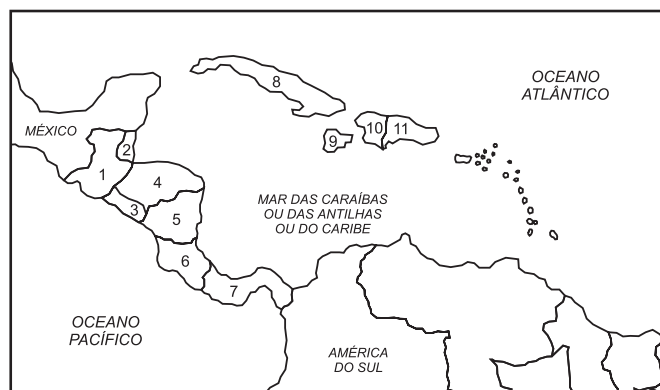 OCEANO
ATLÂNTICO
8
MÉXICO
9
10
11
2
1
4
3
5
MAR DAS CARAÍBAS
OU DAS ANTILHAS
OU DO CARIBE
6
7
OCEANO
PACÍFICO
AMÉRICA
DO SUL